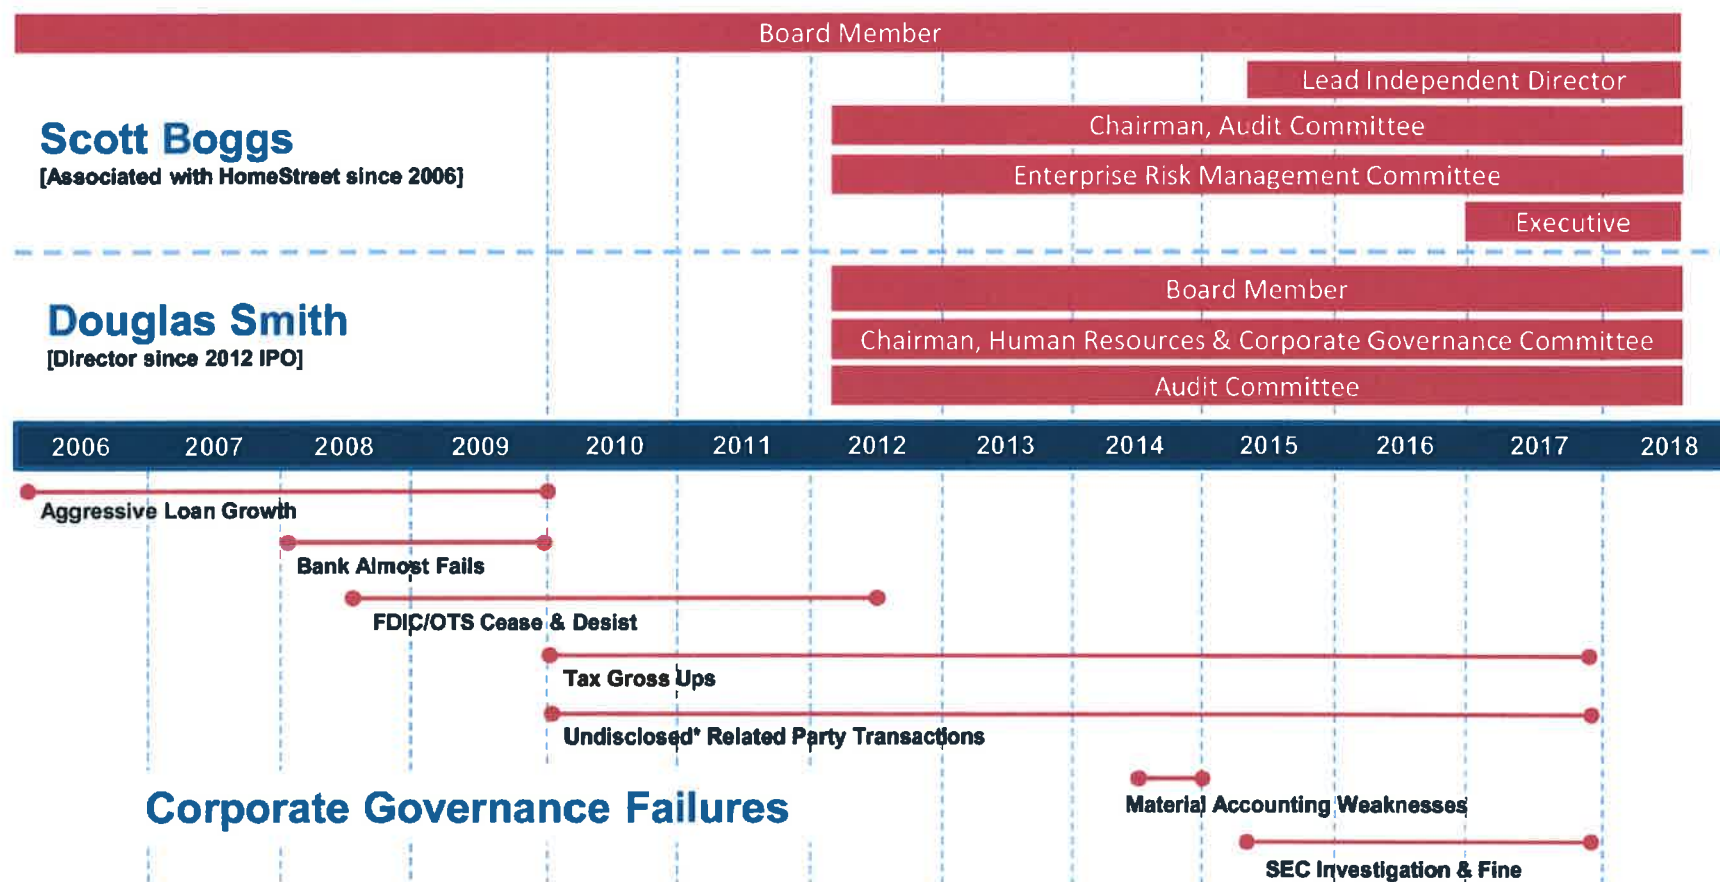 Board Member
Lead Independent Director
Chairman, Audit Committee
Scott Boggs
[Associated with HomeStreet since 2006]
Enterprise Risk Management Committee
Executive
Board Member
Douglas Smith
[Director since 2012 IPO]
Chairman, Human Resources & Corporate Governance Committee
Audit Committee
2006 2007 2008 2009 2010 2011 2012 2013 2014 2015 2016 2017 2018
Aggressive Loan Growth
Bank Almost Fails
FDIC/OTS Cease & Desist
Tax Gross Ups
Undisclosed* Related Party Transactions
Material Accounting Weaknesses
Corporate Governance Failures
SEC Investigation & Fine